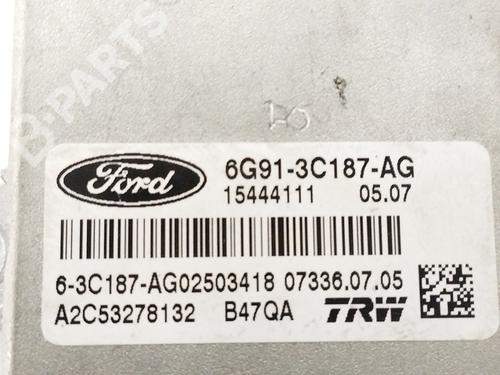 B-PARTS
Ford
6G91-3C187-AG
15444111 05.07
6-3C187-AG02503418 07336.07.05
A2C53278132 B47QA TRW